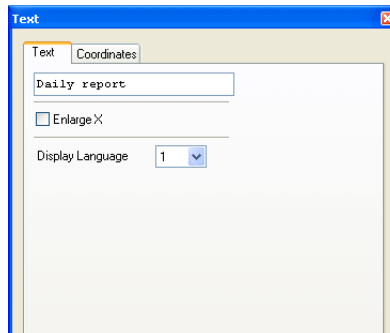 Text
Text Coordinates
Daily report
Enlarge X
Display Language 1